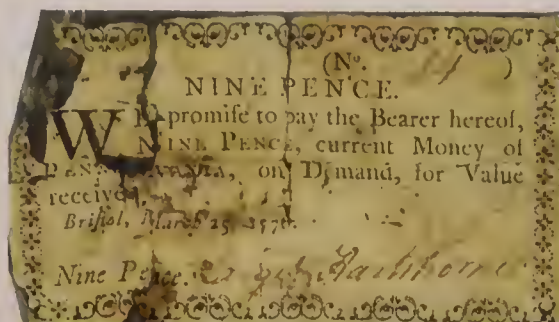 (No. )
NINE PENCE.
WE promiſe to pay the Bearer hereof,
NINE PENCE, current Money of
PENNSYLVANIA, on Demand, for Value
received,
Briſtol, March 25,
Nine Pence.